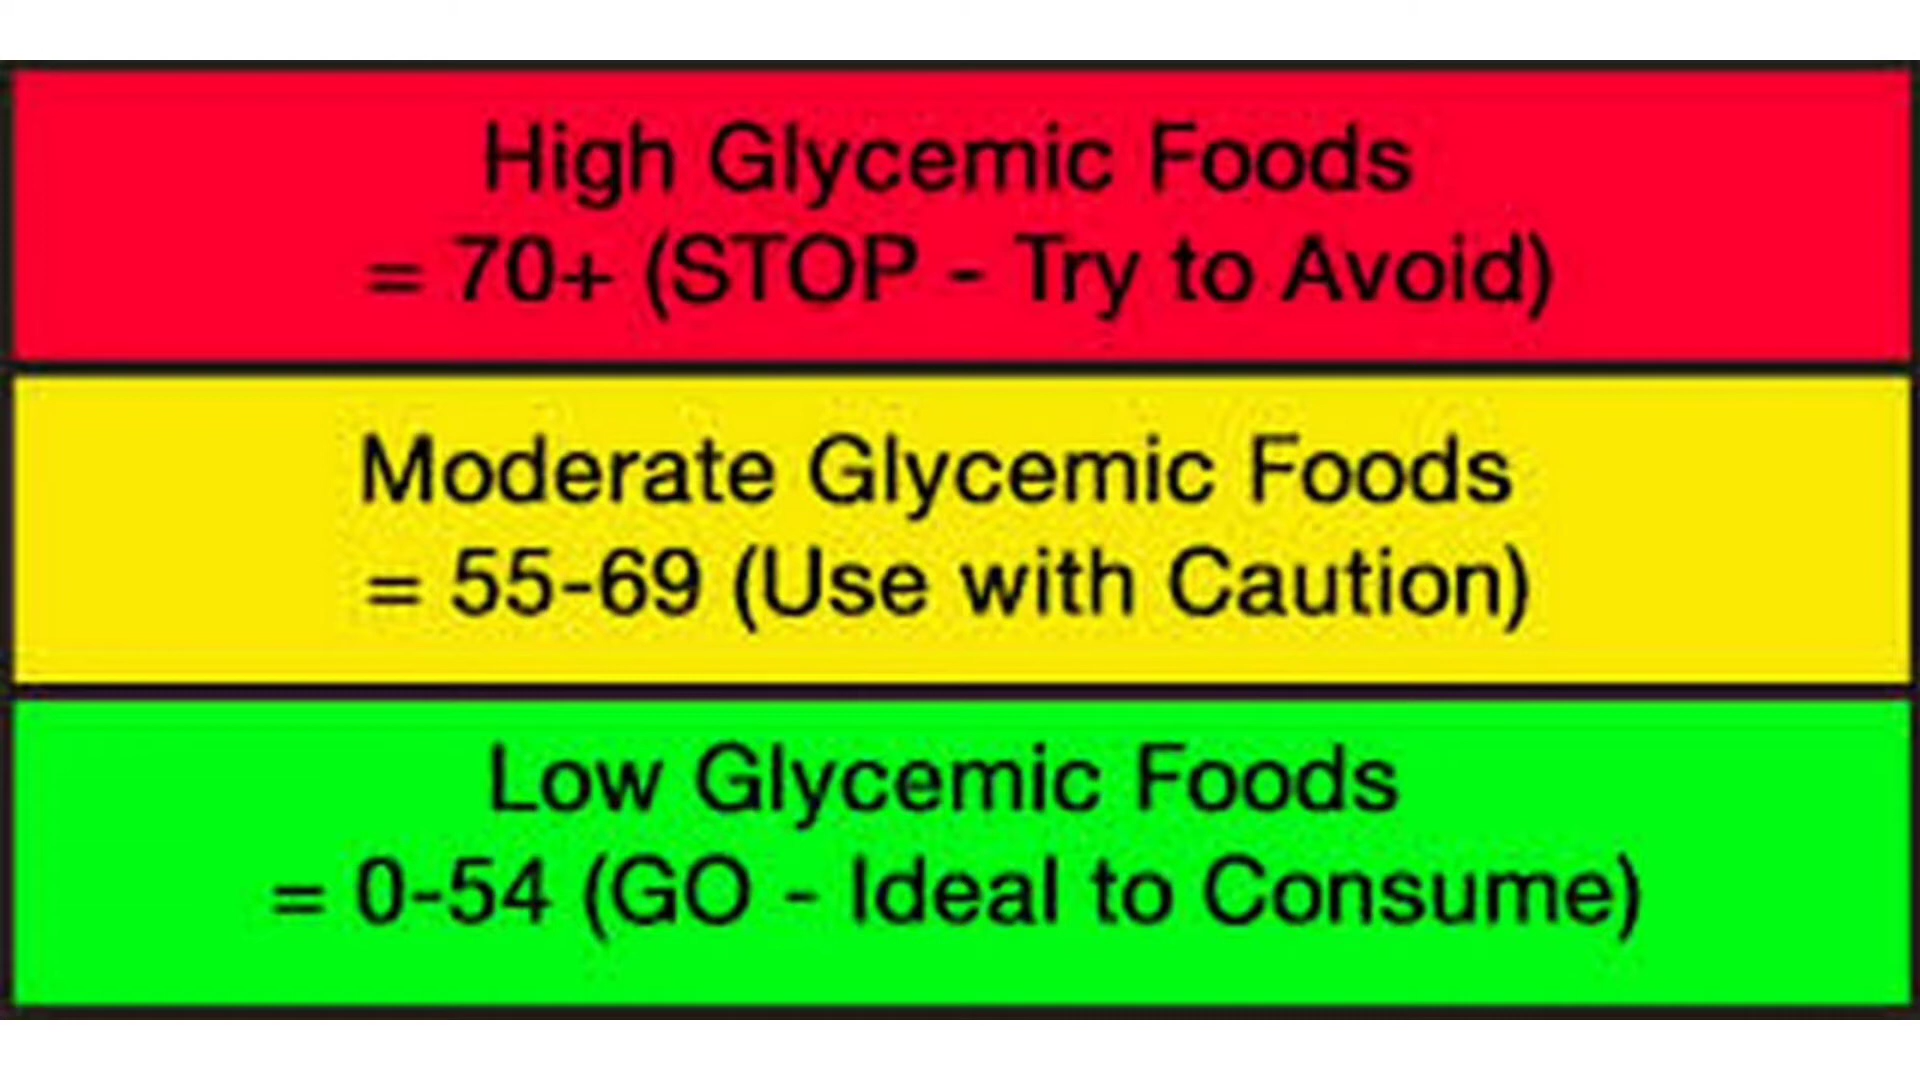 High Glycemic Foods
= 70+ (STOP - Try to Avoid)
Moderate Glycemic Foods
= 55-69 (Use with Caution)
Low Glycemic Foods
= 0-54 (GO - Ideal to Consume)